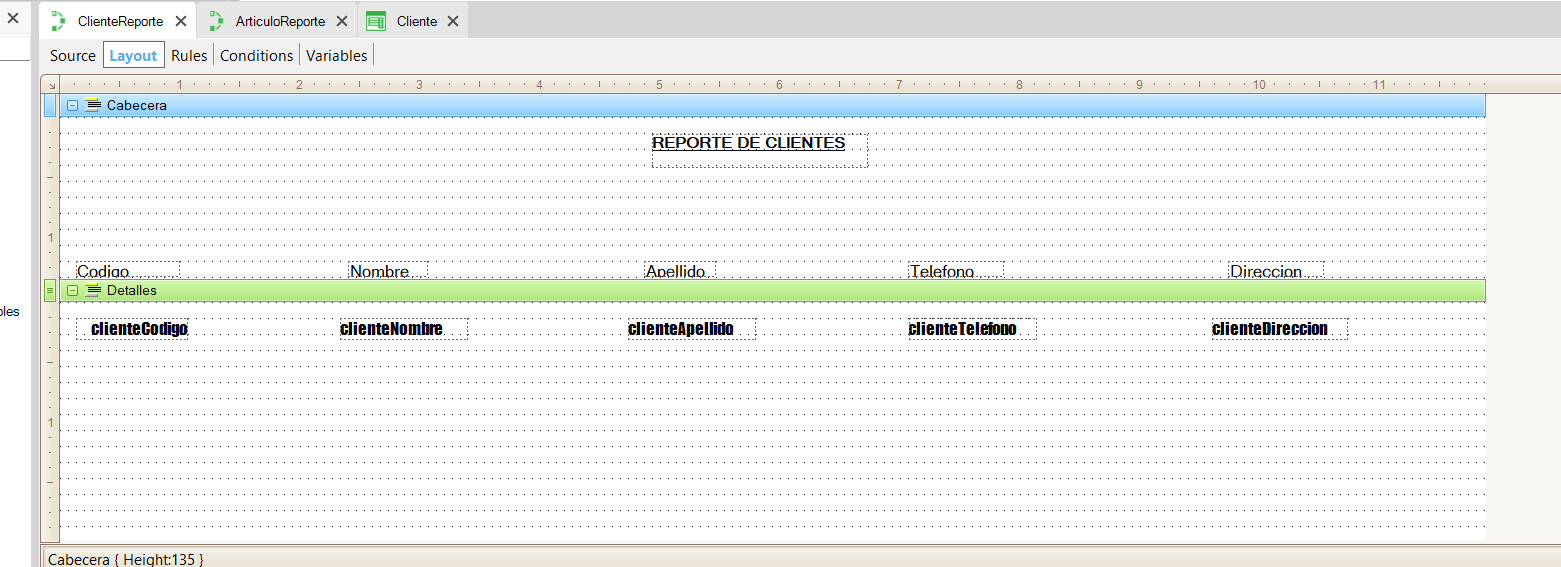 ClienteReporte ArticuloReporte Cliente
Source Layout Rules Conditions Variables
1 2 3 4 5 6 7 8 9 10 11
Cabecera
REPORTE DE CLIENTES
1
Codigo Nombre Apellido Telefono Direccion
Detalles
bles
clienteCodigo clienteNombre clienteApellido clienteTelefono clienteDireccion
1
Cabecera { Height:135 }